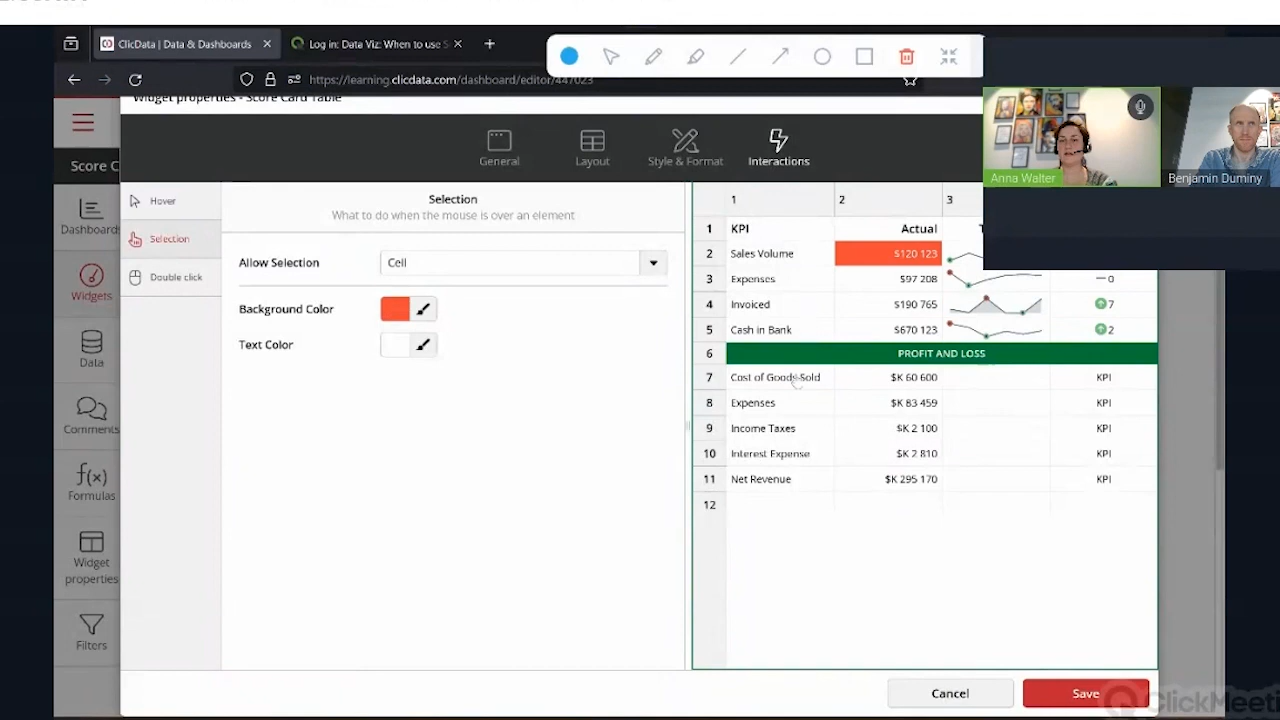 ClicData | Data & Dashboards
Log in: Data Viz: When to use S
https://learning.clicdata.com/dashboard/editor/447023
Widget properties - Score Card Table
General
Layout
Style & Format
Interactions
Anna Walter
Benjamin Duminy
Score C
Dashboard
Widgets
Data
Comments
f(x)
Formulas
Widget
properties
Filters
Hover
Selection
Double click
Selection
What to do when the mouse is over an element
Allow Selection
Cell
Background Color
Text Color
1 2 3
1 KPI Actual T
2 Sales Volume $120 123
3 Expenses $97 208 0
4 Invoiced $190 765 7
5 Cash in Bank $670 123 2
6 PROFIT AND LOSS
7 Cost of Goods Sold $K 60 600 KPI
8 Expenses $K 83 459 KPI
9 Income Taxes $K 2 100 KPI
10 Interest Expense $K 2 810 KPI
11 Net Revenue $K 295 170 KPI
12
Cancel
Save
ClickMeeti